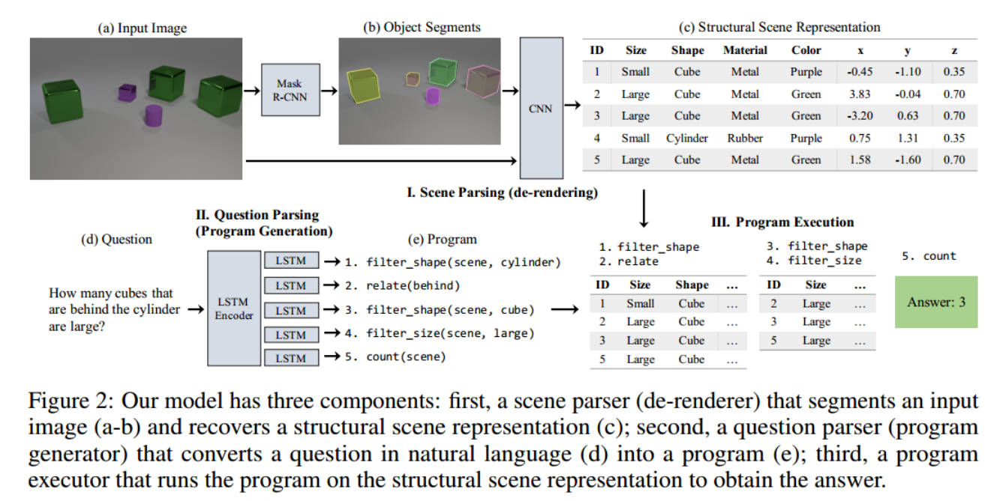 (a) Input Image
(b) Object Segments
(c) Structural Scene Representation
Mask
R-CNN
CNN
ID Size Shape Material Color x y z
1 Small Cube Metal Purple -0.45 -1.10 0.35
2 Large Cube Metal Green 3.83 -0.04 0.70
3 Large Cube Metal Green -3.20 0.63 0.70
4 Small Cylinder Rubber Purple 0.75 1.31 0.35
5 Large Cube Metal Green 1.58 -1.60 0.70
I. Scene Parsing (de-rendering)
II. Question Parsing
(Program Generation)
III. Program Execution
(d) Question
How many cubes that
are behind the cylinder
are large?
LSTM
Encoder
(e) Program
LSTM 1. filter_shape(scene, cylinder)
LSTM 2. relate(behind)
LSTM 3. filter_shape(scene, cube)
LSTM 4. filter_size(scene, large)
LSTM 5. count(scene)
1. filter_shape
2. relate
ID Size Shape ...
1 Small Cube ...
2 Large Cube ...
3 Large Cube ...
5 Large Cube ...
3. filter_shape
4. filter_size
ID Size ...
2 Large ...
3 Large ...
5 Large ...
5. count
Answer: 3
Figure 2: Our model has three components: first, a scene parser (de-renderer) that segments an input
image (a-b) and recovers a structural scene representation (c); second, a question parser (program
generator) that converts a question in natural language (d) into a program (e); third, a program
executor that runs the program on the structural scene representation to obtain the answer.